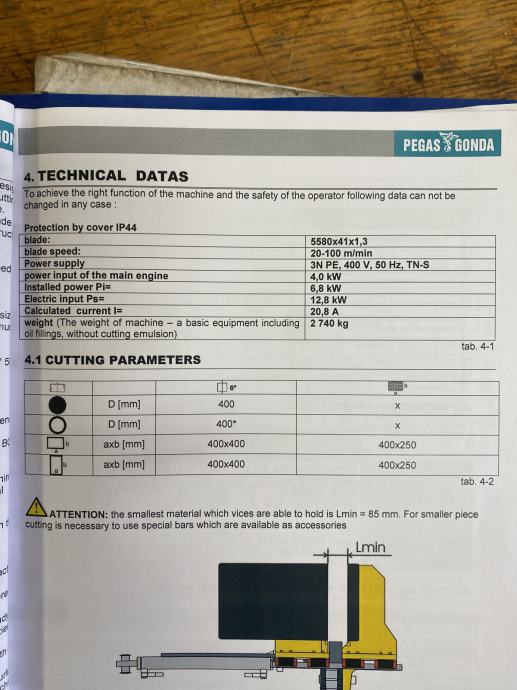 PEGAS GONDA
4. TECHNICAL DATAS
To achieve the right function of the machine and the safety of the operator following data can not be
changed in any case :
Protection by cover IP44
blade: 5580x41x1,3
blade speed: 20-100 m/min
Power supply 3N PE, 400 V, 50 Hz, TN-S
power input of the main engine 4,0 kW
Installed power Pi= 6,8 kW
Electric input Ps= 12,8 kW
Calculated current I= 20,8 A
weight (The weight of machine – a basic equipment including 2 740 kg
oil fillings, without cutting emulsion)
tab. 4-1
4.1 CUTTING PARAMETERS
0° a b
D [mm] 400 x
D [mm] 400* x
a b axb [mm] 400x400 400x250
a b axb [mm] 400x400 400x250
tab. 4-2
ATTENTION: the smallest material which vices are able to hold is Lmin = 85 mm. For smaller piece
cutting is necessary to use special bars which are available as accessories
Lmin